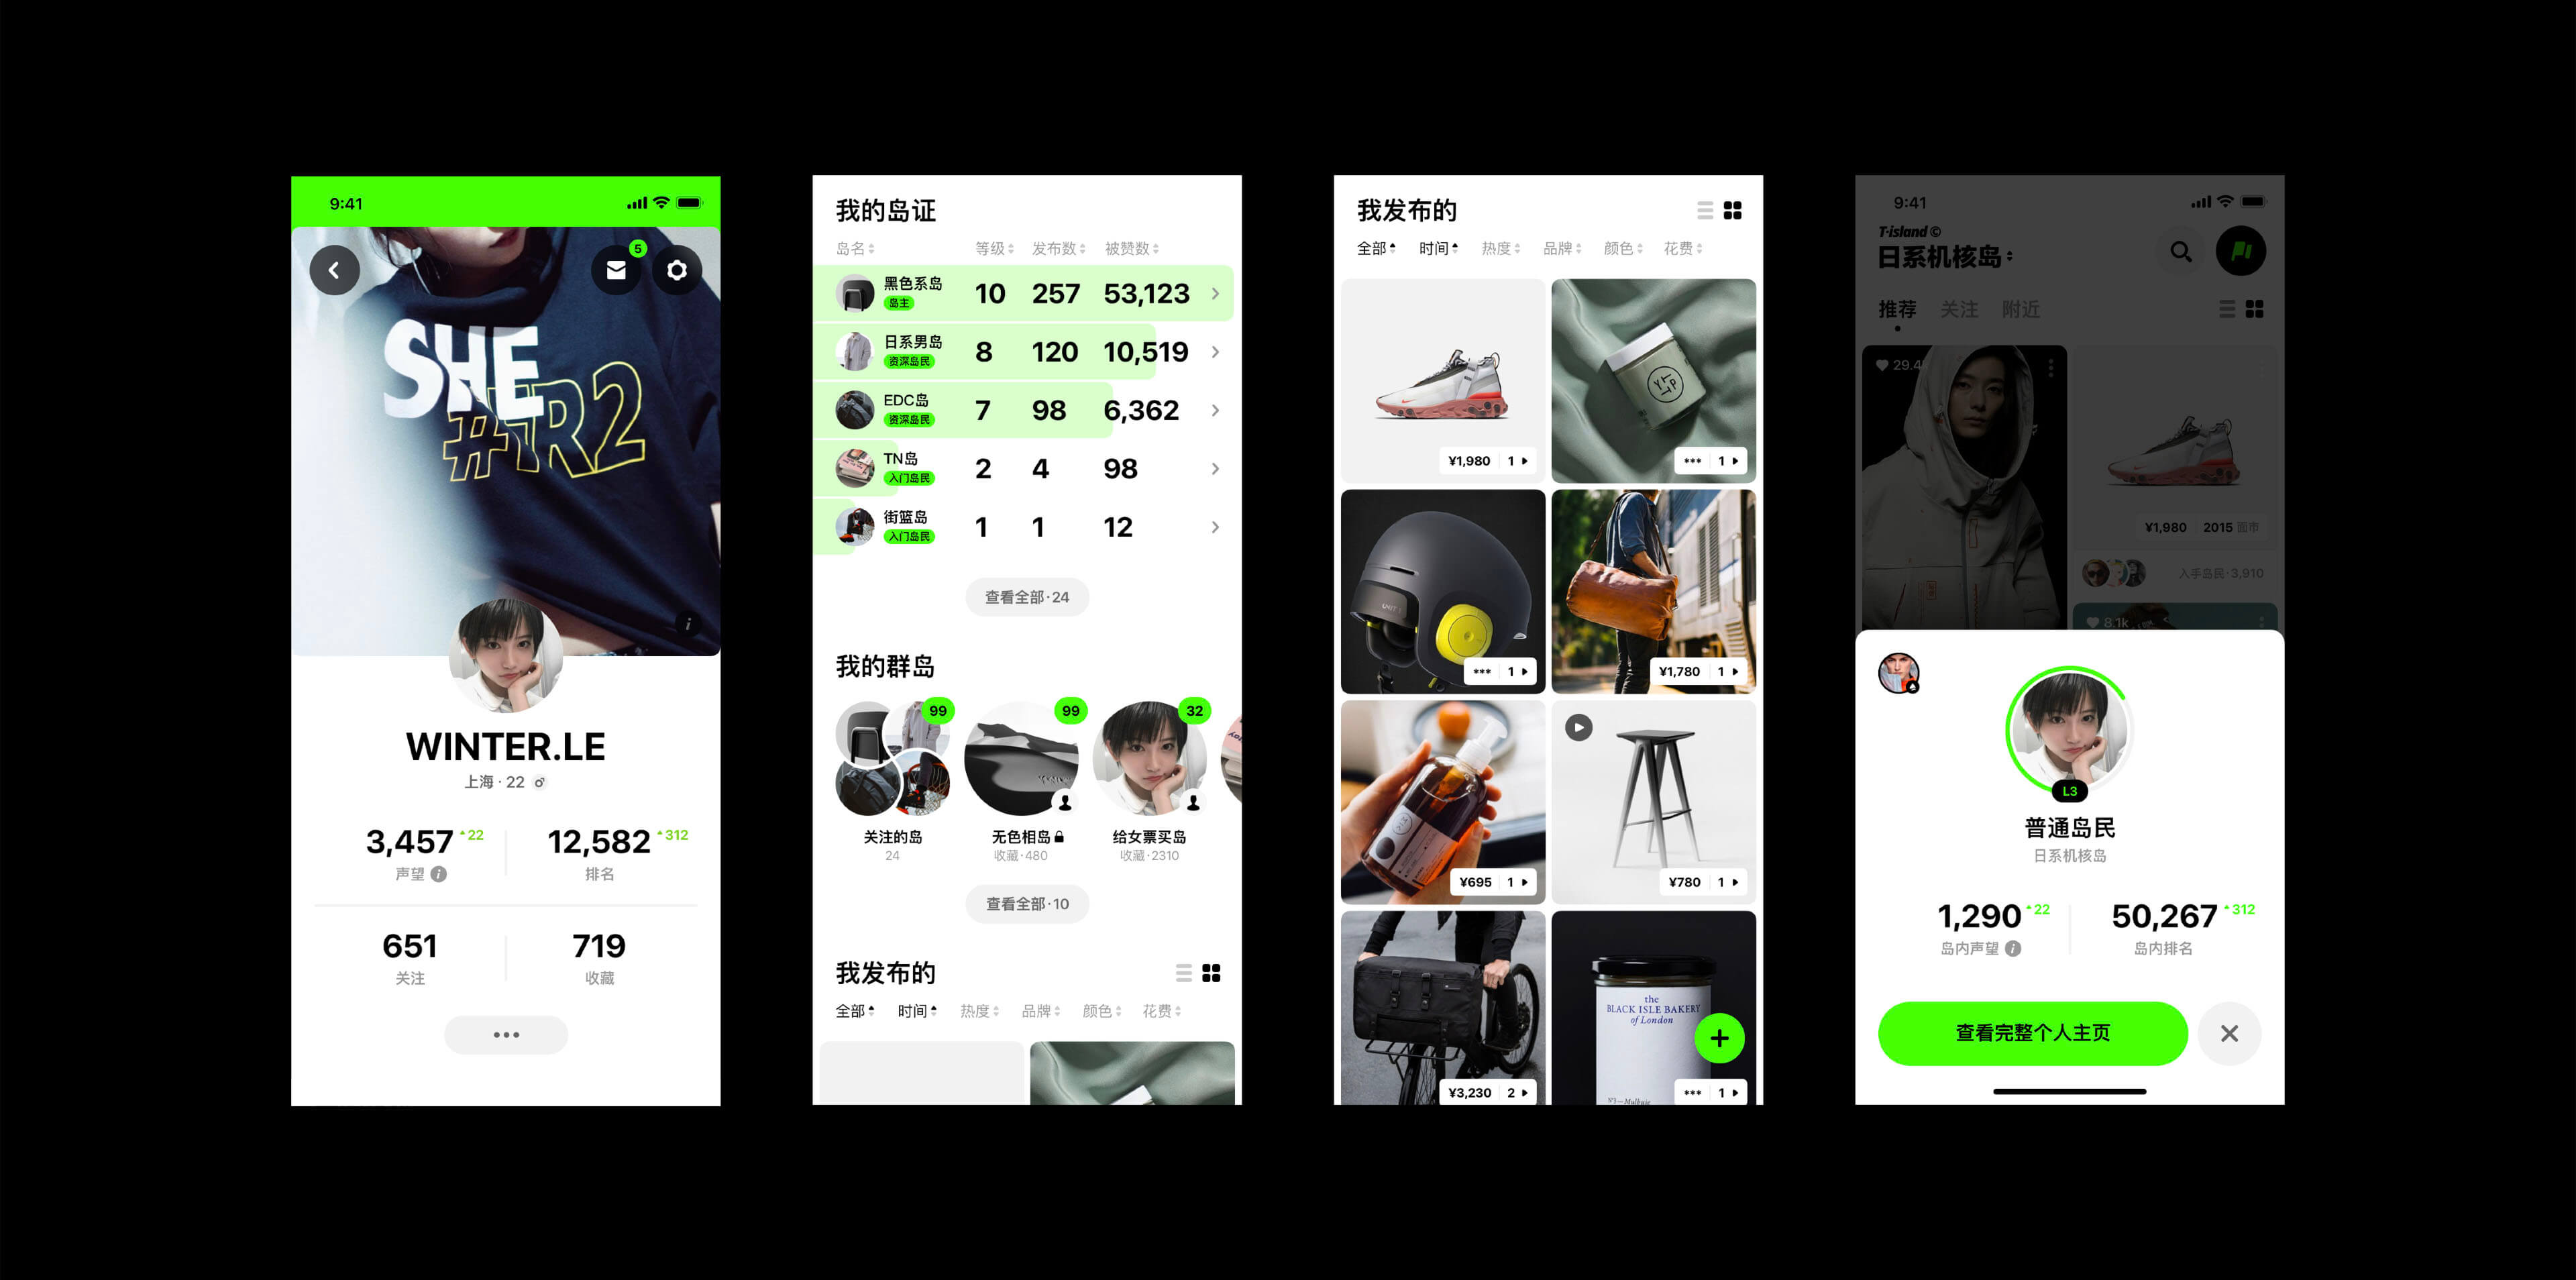 9:41
5
SHE
#TR2
WINTER.LE
上海 · 22
3,457 22
声望
12,582 312
排名
651
关注
719
收藏
我的岛证
岛名 等级 发布数 被赞数
黑色系岛
岛主
10 257 53,123
日系男岛
资深岛民
8 120 10,519
EDC岛
资深岛民
7 98 6,362
TN岛
入门岛民
2 4 98
街篮岛
入门岛民
1 1 12
查看全部·24
我的群岛
99
99
32
关注的岛
24
无色相岛
收藏·480
给女票买岛
收藏·2310
查看全部·10
我发布的
全部 时间 热度 品牌 颜色 花费
我发布的
全部 时间 热度 品牌 颜色 花费
¥1,980 1
*** 1
*** 1
¥1,780 1
¥695 1
¥780 1
¥3,230 2
the
BLACK ISLE BAKERY
of London
*** 1
9:41
T-island ©
日系机核岛
推荐 关注 附近
29.4
¥1,980 2015 面市
入手岛民·3,910
8.1k
L3
普通岛民
日系机核岛
1,290 22
岛内声望
50,267 312
岛内排名
查看完整个人主页